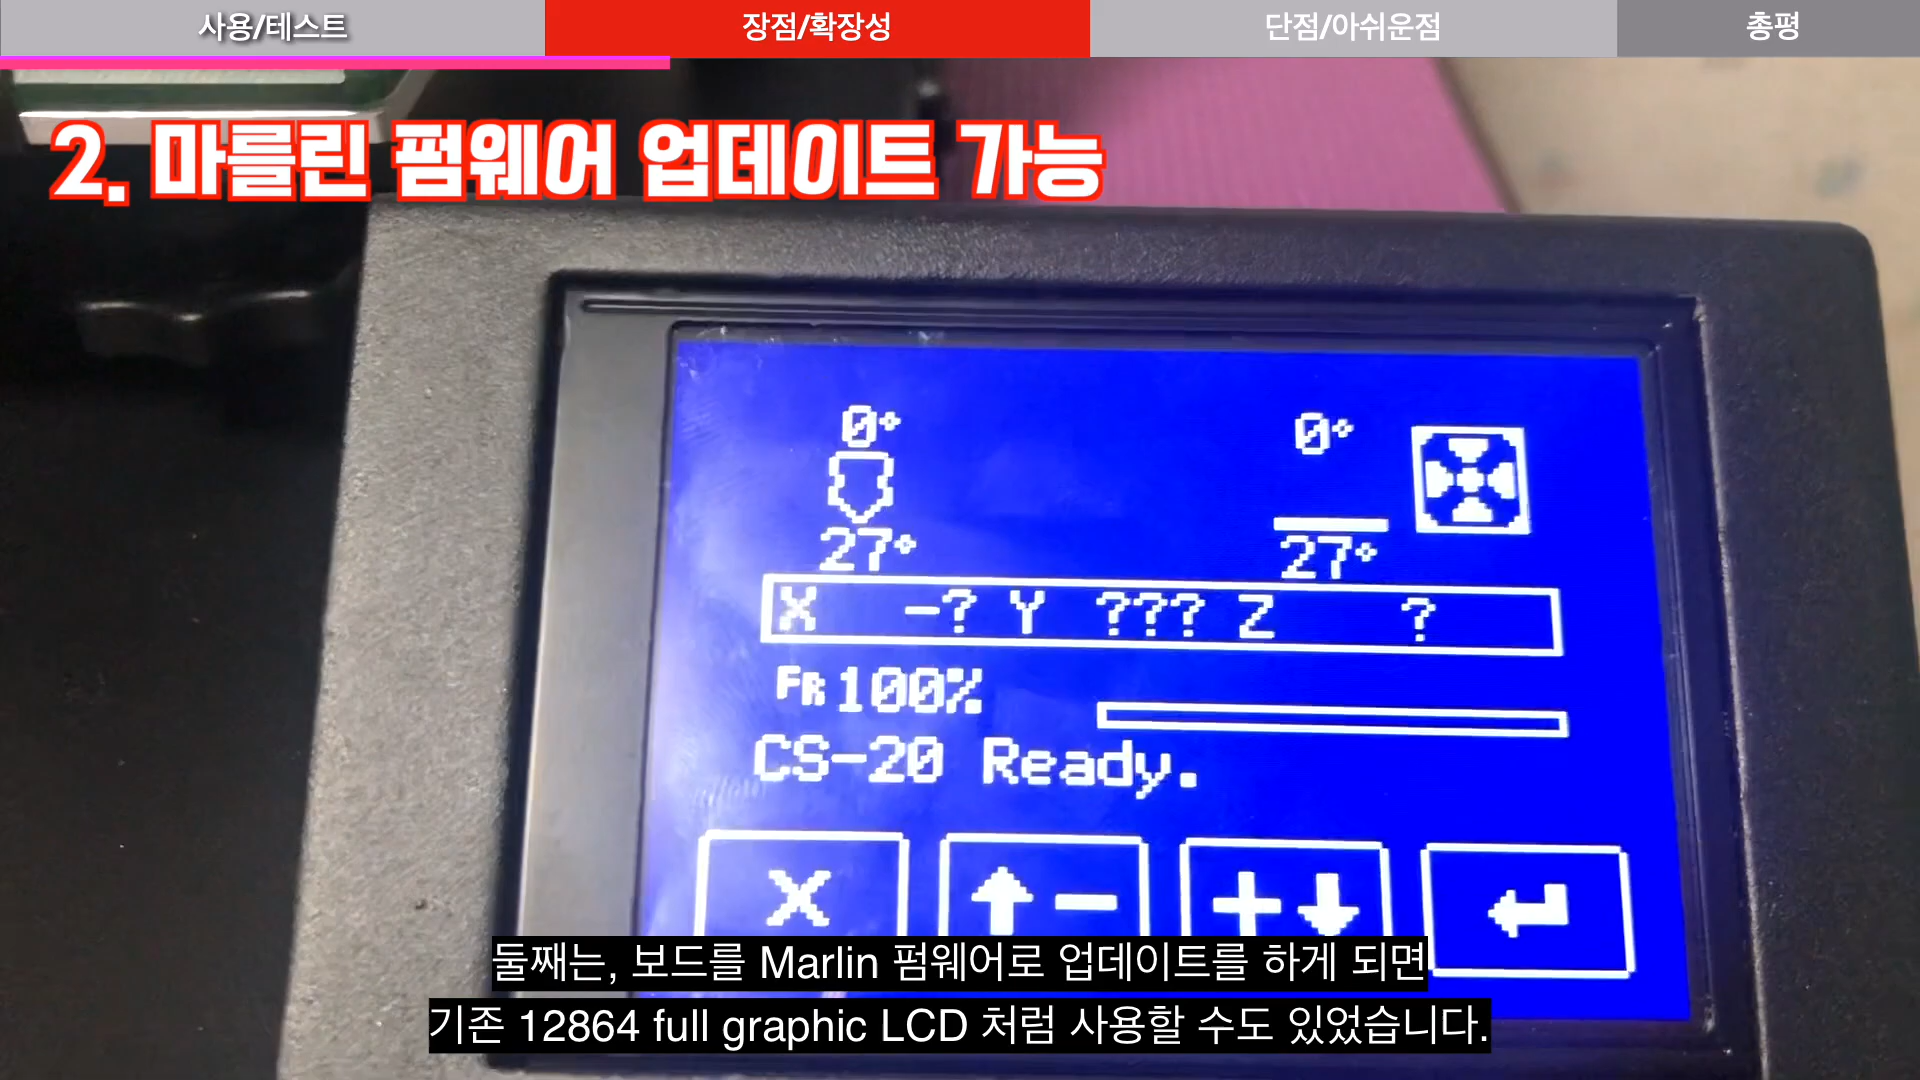 사용/테스트
장점/확장성
단점/아쉬운점
총평
2. 마를린 펌웨어 업데이트 가능
0°
0°
27°
27°
X -? Y ??? Z ?
FR100%
CS-20 Ready.
X
↑ −
+ ↓
둘째는, 보드를 Marlin 펌웨어로 업데이트를 하게 되면
기존 12864 full graphic LCD 처럼 사용할 수도 있었습니다.